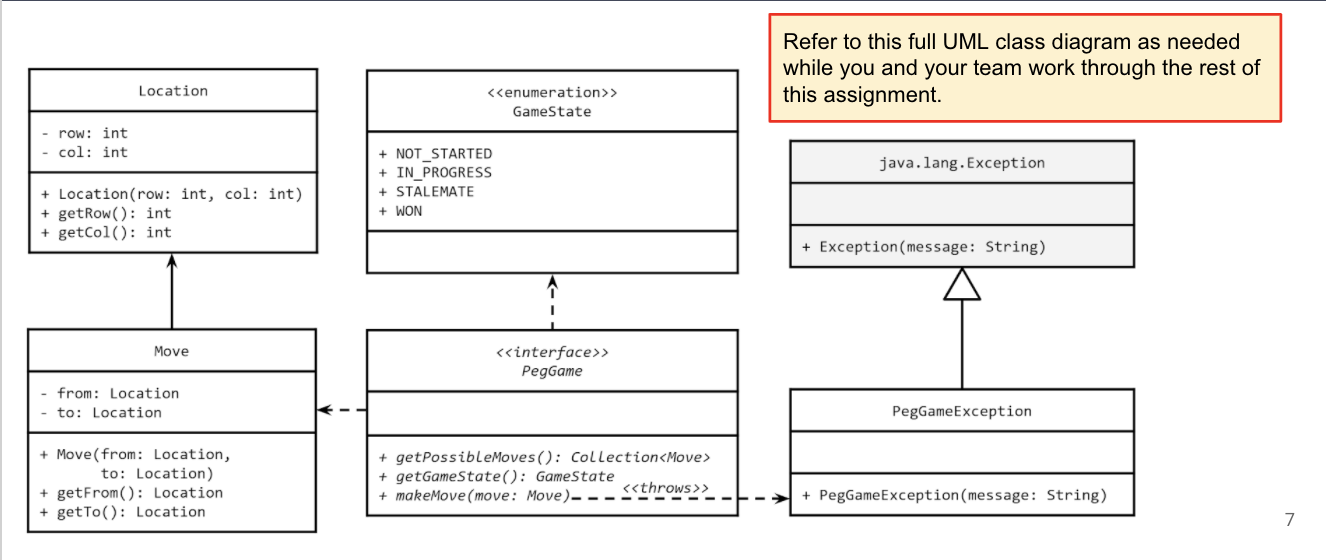 Refer to this full UML class diagram as needed
while you and your team work through the rest of
this assignment.
Location
- row: int
- col: int
+ Location(row: int, col: int)
+ getRow(): int
+ getCol(): int
<<enumeration>>
GameState
+ NOT_STARTED
+ IN_PROGRESS
+ STALEMATE
+ WON
java.lang.Exception
+ Exception(message: String)
Move
- from: Location
- to: Location
+ Move(from: Location,
to: Location)
+ getFrom(): Location
+ getTo(): Location
<<interface>>
PegGame
+ getPossibleMoves(): Collection<Move>
+ getGameState(): GameState
+ makeMove(move: Move)
<<throws>>
PegGameException
+ PegGameException(message: String)
7